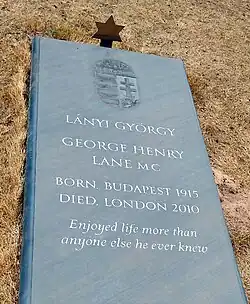 LÁNYI GYÖRGY
GEORGE HENRY
LANE MC
BORN. BUDAPEST 1915
DIED. LONDON 2010
Enjoyed life more than
anyone else he ever knew